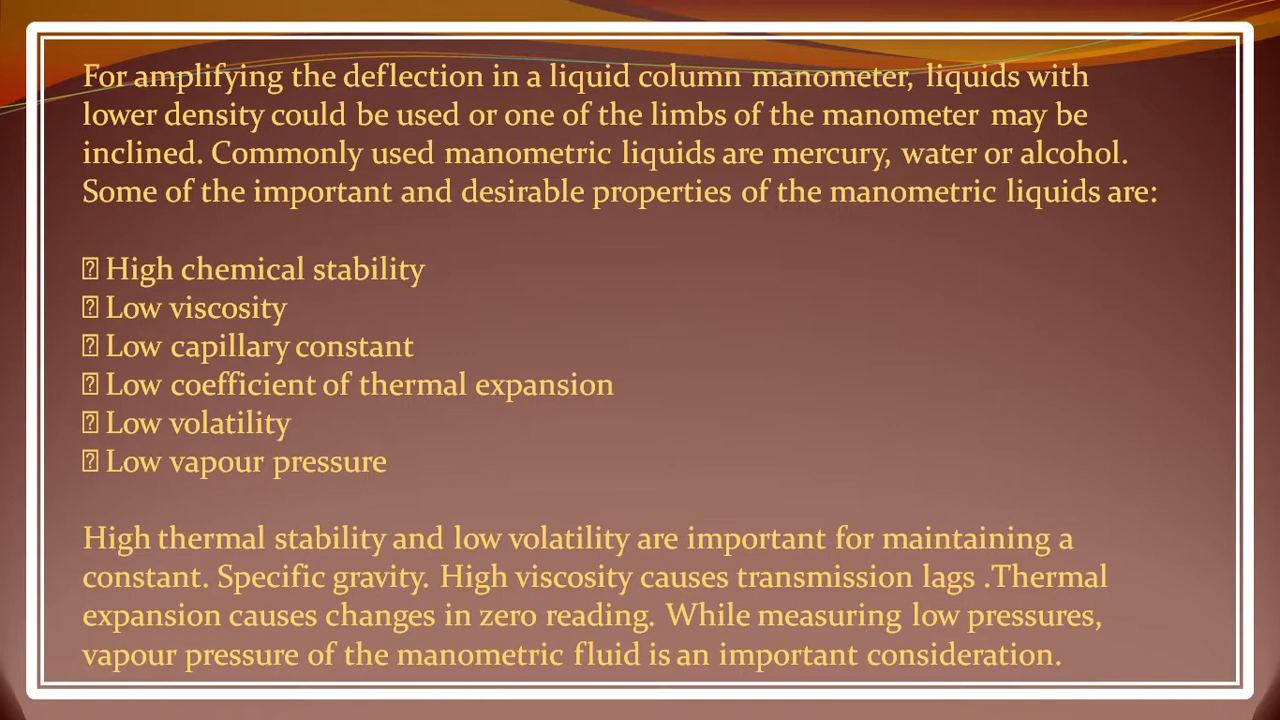 For amplifying the deflection in a liquid column manometer, liquids with
lower density could be used or one of the limbs of the manometer may be
inclined. Commonly used manometric liquids are mercury, water or alcohol.
Some of the important and desirable properties of the manometric liquids are:
⍰ High chemical stability
⍰ Low viscosity
⍰ Low capillary constant
⍰ Low coefficient of thermal expansion
⍰ Low volatility
⍰ Low vapour pressure
High thermal stability and low volatility are important for maintaining a
constant. Specific gravity. High viscosity causes transmission lags .Thermal
expansion causes changes in zero reading. While measuring low pressures,
vapour pressure of the manometric fluid is an important consideration.